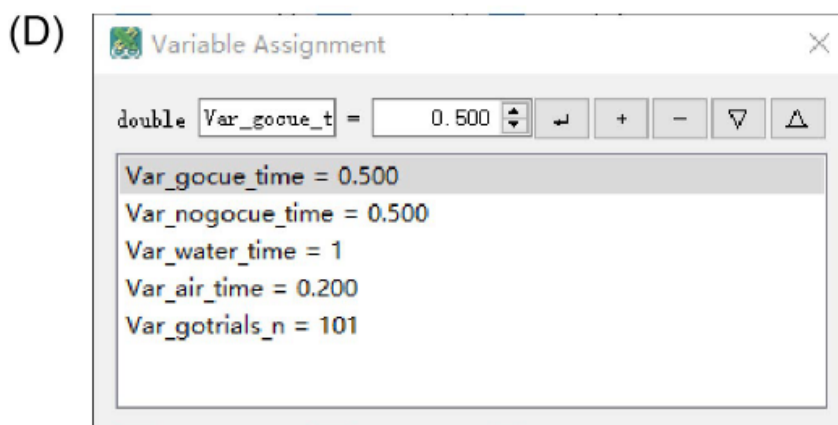 (D)
Variable Assignment
double Var_gocue_t = 0.500 + -
Var_gocue_time = 0.500
Var_nogocue_time = 0.500
Var_water_time = 1
Var_air_time = 0.200
Var_gotrials_n = 101